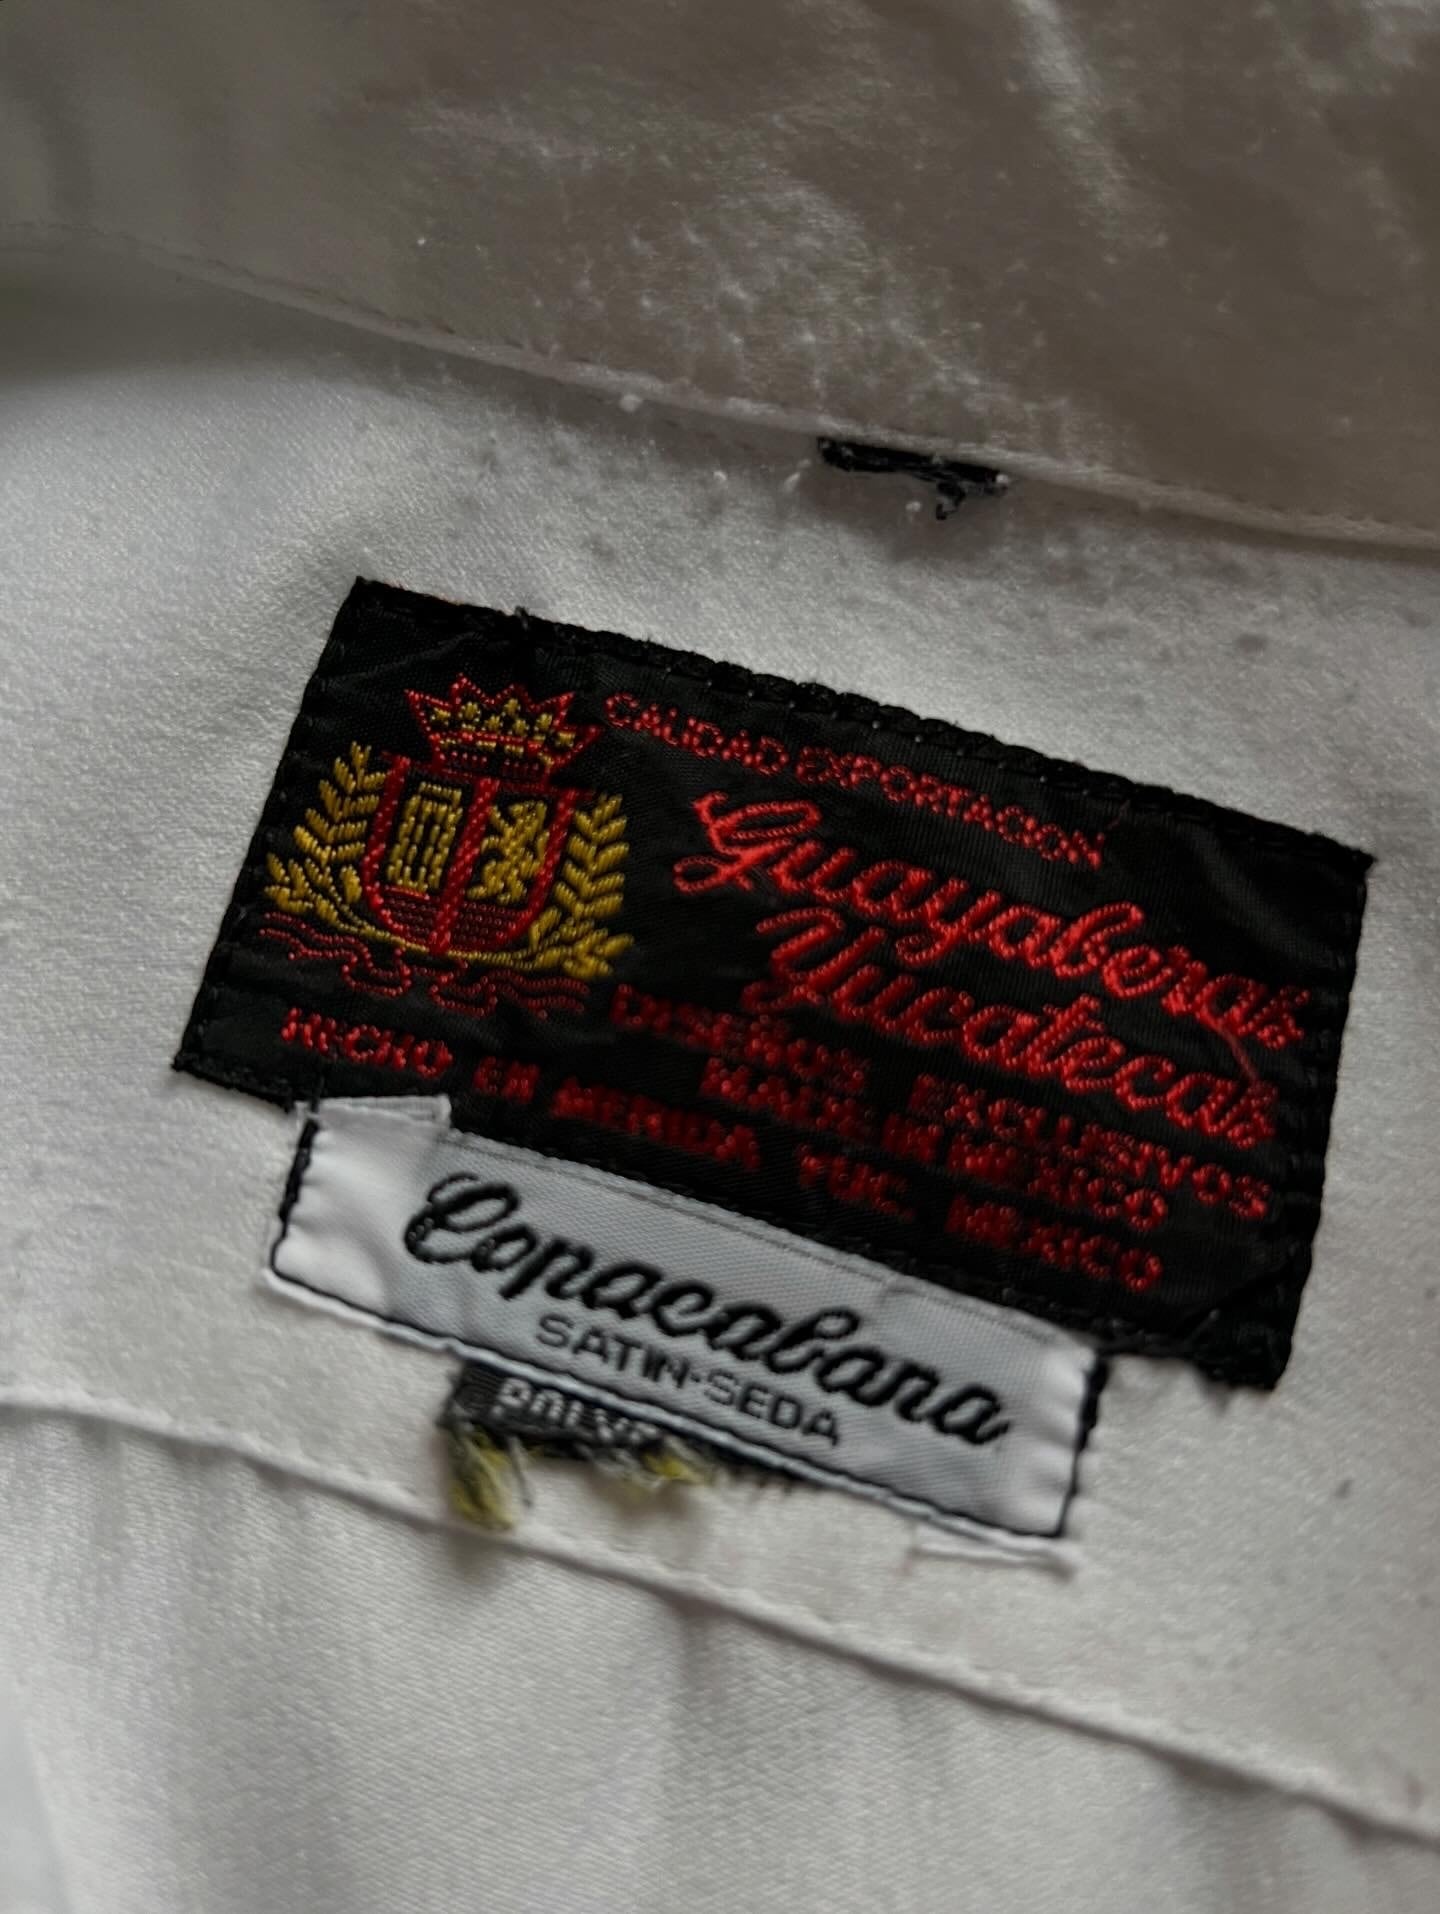 CALIDAD EXPORTACION
Guayaberas
Yucatecas
DISEÑOS EXCLUSIVOS
MADE IN MEXICO
HECHO EN MERIDA YUC. MEXICO
Copacabana
SATIN-SEDA